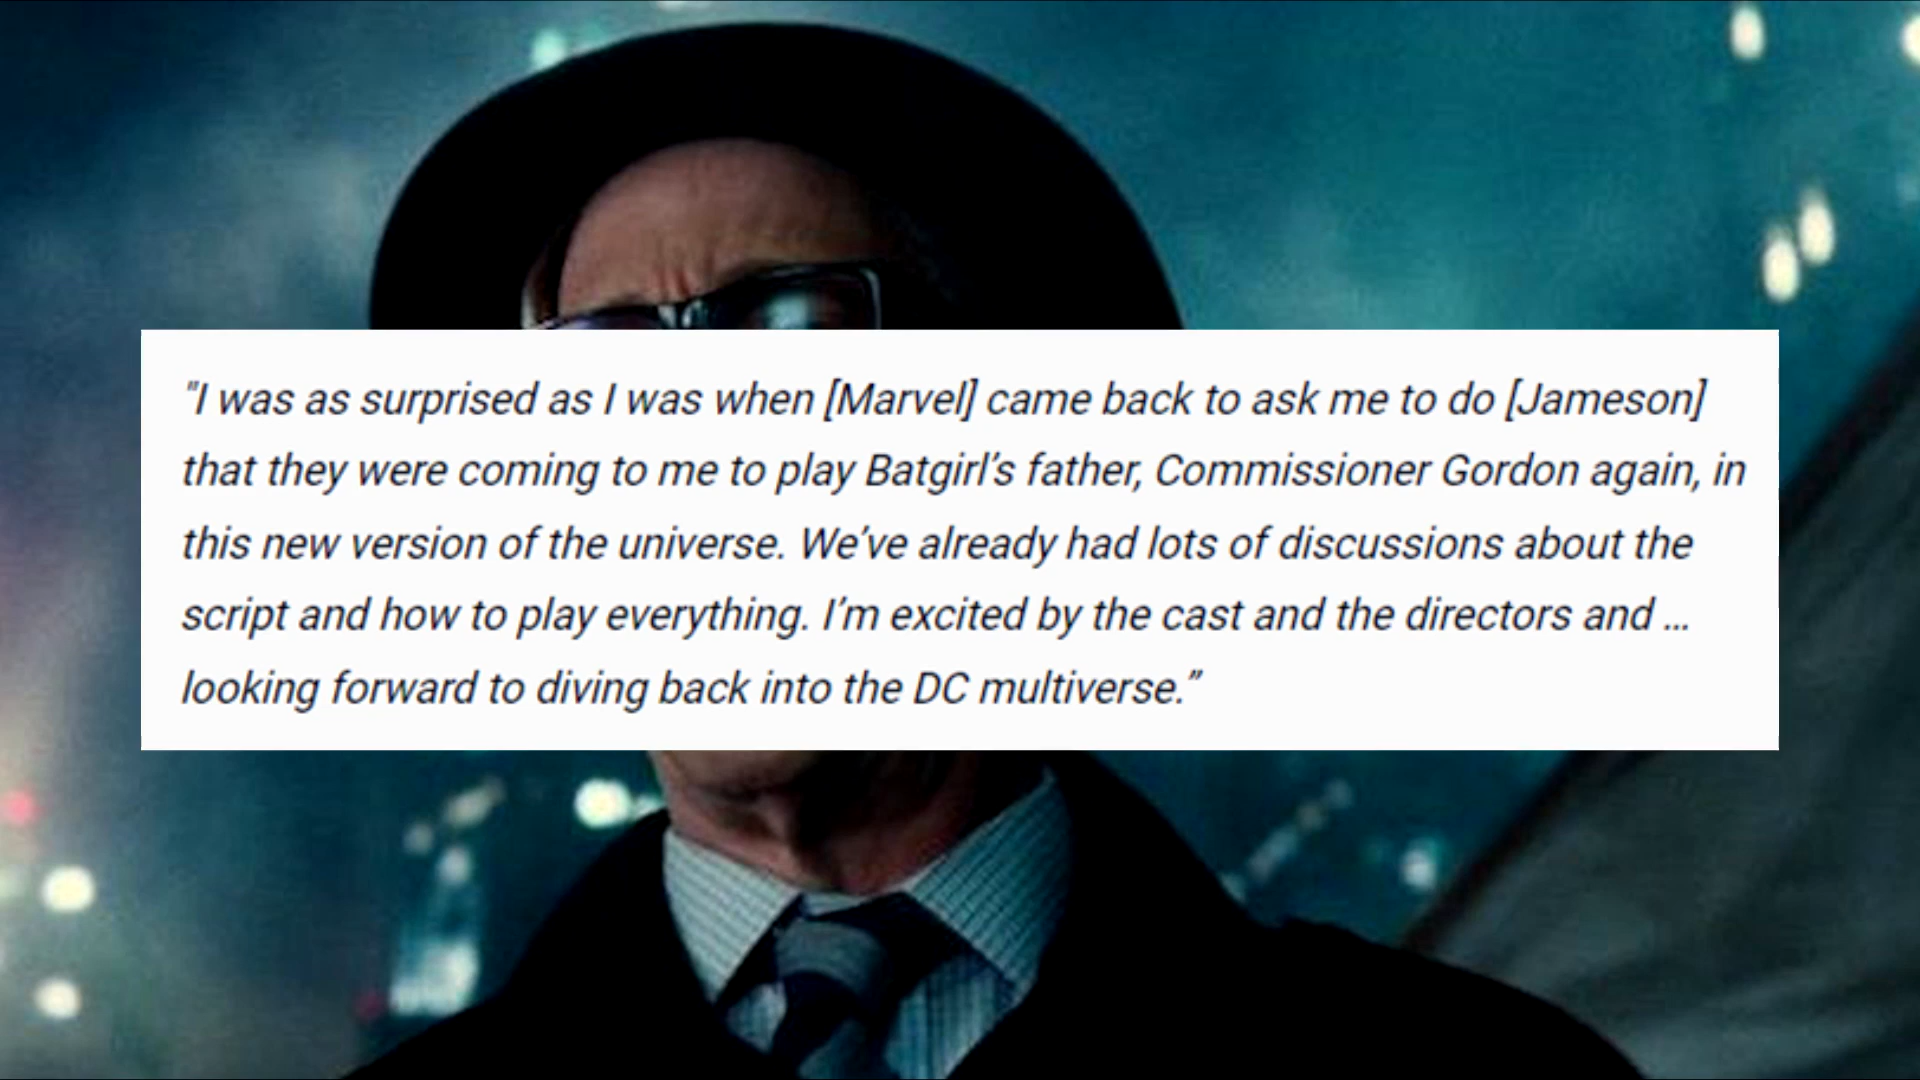 "I was as surprised as I was when [Marvel] came back to ask me to do [Jameson]
that they were coming to me to play Batgirl’s father, Commissioner Gordon again, in
this new version of the universe. We’ve already had lots of discussions about the
script and how to play everything. I’m excited by the cast and the directors and ...
looking forward to diving back into the DC multiverse.”